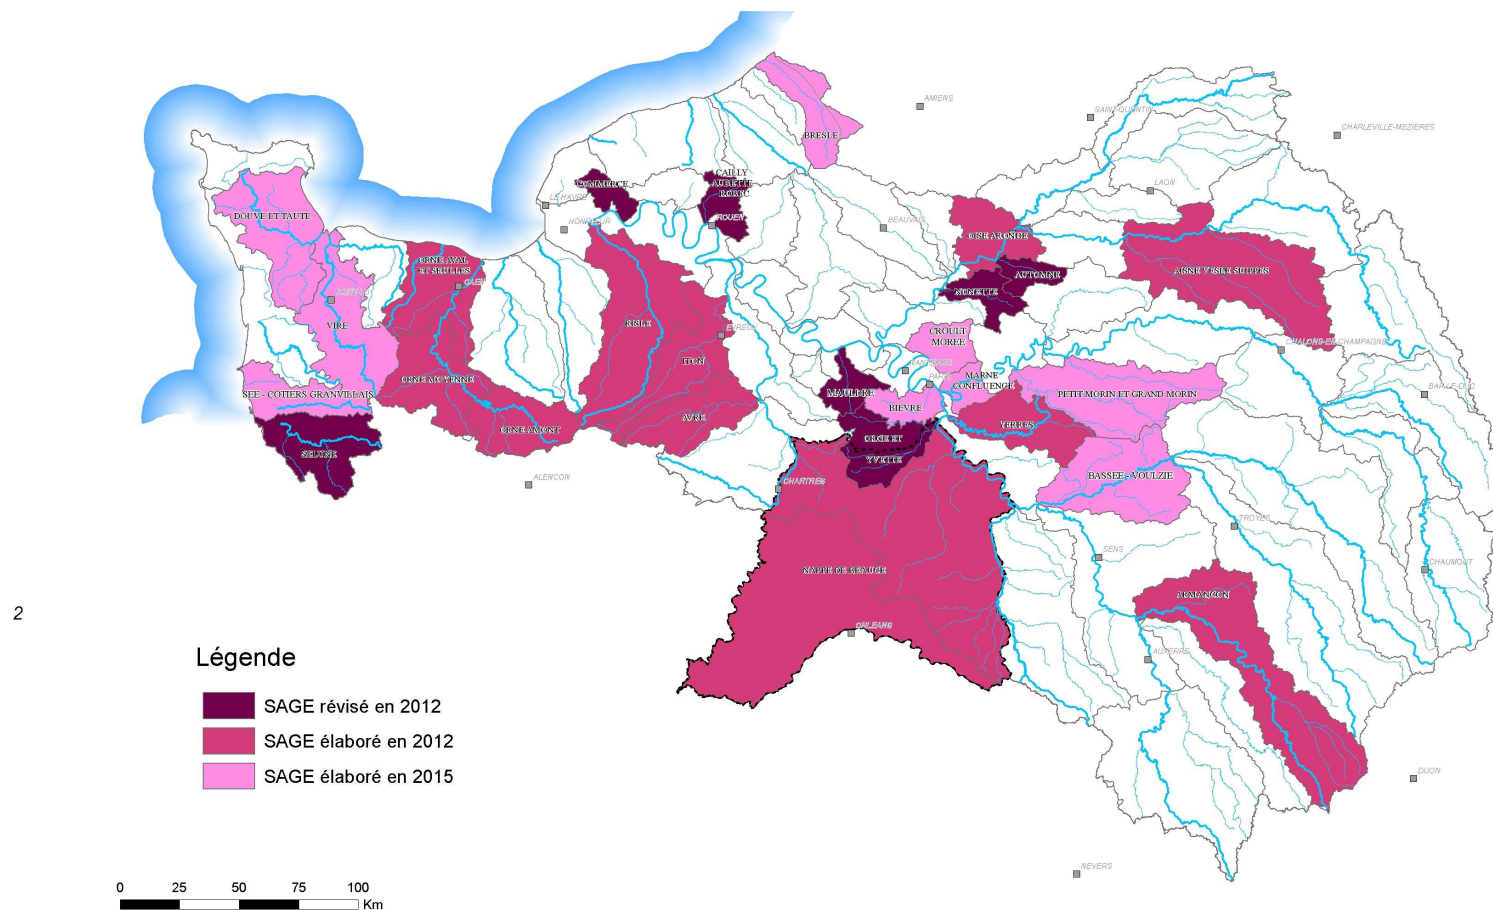 AMIENS
SAINT-QUENTIN
CHARLEVILLE-MEZIERES
BRESLE
CAILLY
AUBETTE
ROBEC
COMMERCE
LE HAVRE
LAON
DOUVE ET TAUTE
HONFLEUR
ROUEN
BEAUVAIS
OISE ARONDE
ORNE AVAL
ET SEULLES
AISNE VESLE SUIPPES
AUTOMNE
CAEN
NONETTE
VIRE
RISLE
EVREUX
CROULT
MOREE
CHALONS-EN-CHAMPAGNE
ITON
NANTERRE
PARIS
MARNE
CONFLUENCE
ORNE MOYENNE
BAR-LE-DUC
SEE - COTIERS GRANVILLAIS
MAULDRE
PETIT MORIN ET GRAND MORIN
BIEVRE
AVRE
YERRES
ORNE AMONT
ORGE ET
YVETTE
SELUNE
ALENCON
CHARTRES
BASSEE - VOULZIE
TROYES
SENS
NAPPE DE BEAUCE
CHAUMONT
ARMANCON
2
ORLEANS
Légende
AUXERRE
SAGE révisé en 2012
SAGE élaboré en 2012
SAGE élaboré en 2015
DIJON
NEVERS
0 25 50 75 100
Km